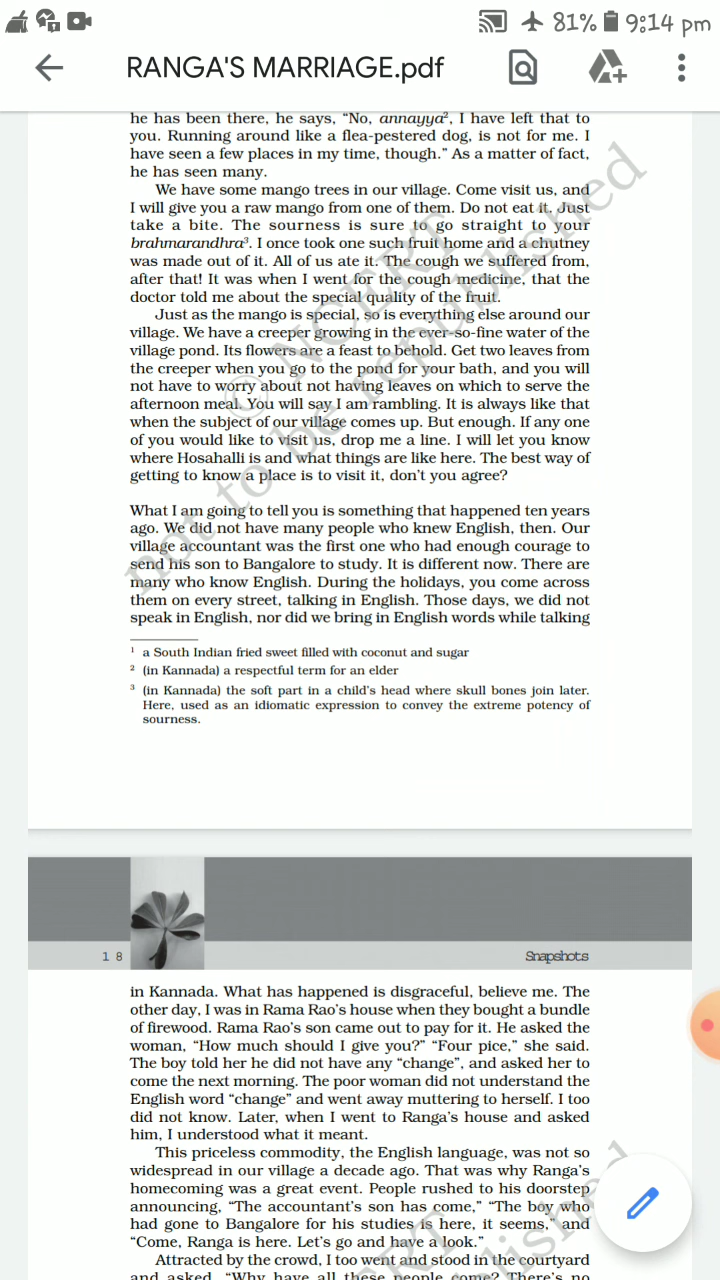 81% 9:14 pm
RANGA'S MARRIAGE.pdf
he has been there, he says, “No, annayya², I have left that to
you. Running around like a flea-pestered dog, is not for me. I
have seen a few places in my time, though.” As a matter of fact,
he has seen many.
We have some mango trees in our village. Come visit us, and
I will give you a raw mango from one of them. Do not eat it. Just
take a bite. The sourness is sure to go straight to your
brahmarandhra³. I once took one such fruit home and a chutney
was made out of it. All of us ate it. The cough we suffered from,
after that! It was when I went for the cough medicine, that the
doctor told me about the special quality of the fruit.
Just as the mango is special, so is everything else around our
village. We have a creeper growing in the ever-so-fine water of the
village pond. Its flowers are a feast to behold. Get two leaves from
the creeper when you go to the pond for your bath, and you will
not have to worry about not having leaves on which to serve the
afternoon meal. You will say I am rambling. It is always like that
when the subject of our village comes up. But enough. If any one
of you would like to visit us, drop me a line. I will let you know
where Hosahalli is and what things are like here. The best way of
getting to know a place is to visit it, don’t you agree?
What I am going to tell you is something that happened ten years
ago. We did not have many people who knew English, then. Our
village accountant was the first one who had enough courage to
send his son to Bangalore to study. It is different now. There are
many who know English. During the holidays, you come across
them on every street, talking in English. Those days, we did not
speak in English, nor did we bring in English words while talking
© NCERT
not to be republished
¹ a South Indian fried sweet filled with coconut and sugar
² (in Kannada) a respectful term for an elder
³ (in Kannada) the soft part in a child’s head where skull bones join later.
Here, used as an idiomatic expression to convey the extreme potency of
sourness.
18
Snapshots
in Kannada. What has happened is disgraceful, believe me. The
other day, I was in Rama Rao’s house when they bought a bundle
of firewood. Rama Rao’s son came out to pay for it. He asked the
woman, “How much should I give you?” “Four pice,” she said.
The boy told her he did not have any “change”, and asked her to
come the next morning. The poor woman did not understand the
English word “change” and went away muttering to herself. I too
did not know. Later, when I went to Ranga’s house and asked
him, I understood what it meant.
This priceless commodity, the English language, was not so
widespread in our village a decade ago. That was why Ranga’s
homecoming was a great event. People rushed to his doorstep
announcing, “The accountant’s son has come,” “The boy who
had gone to Bangalore for his studies is here, it seems,” and
“Come, Ranga is here. Let’s go and have a look.”
Attracted by the crowd, I too went and stood in the courtyard
and asked, “Why have all these people come? There’s no